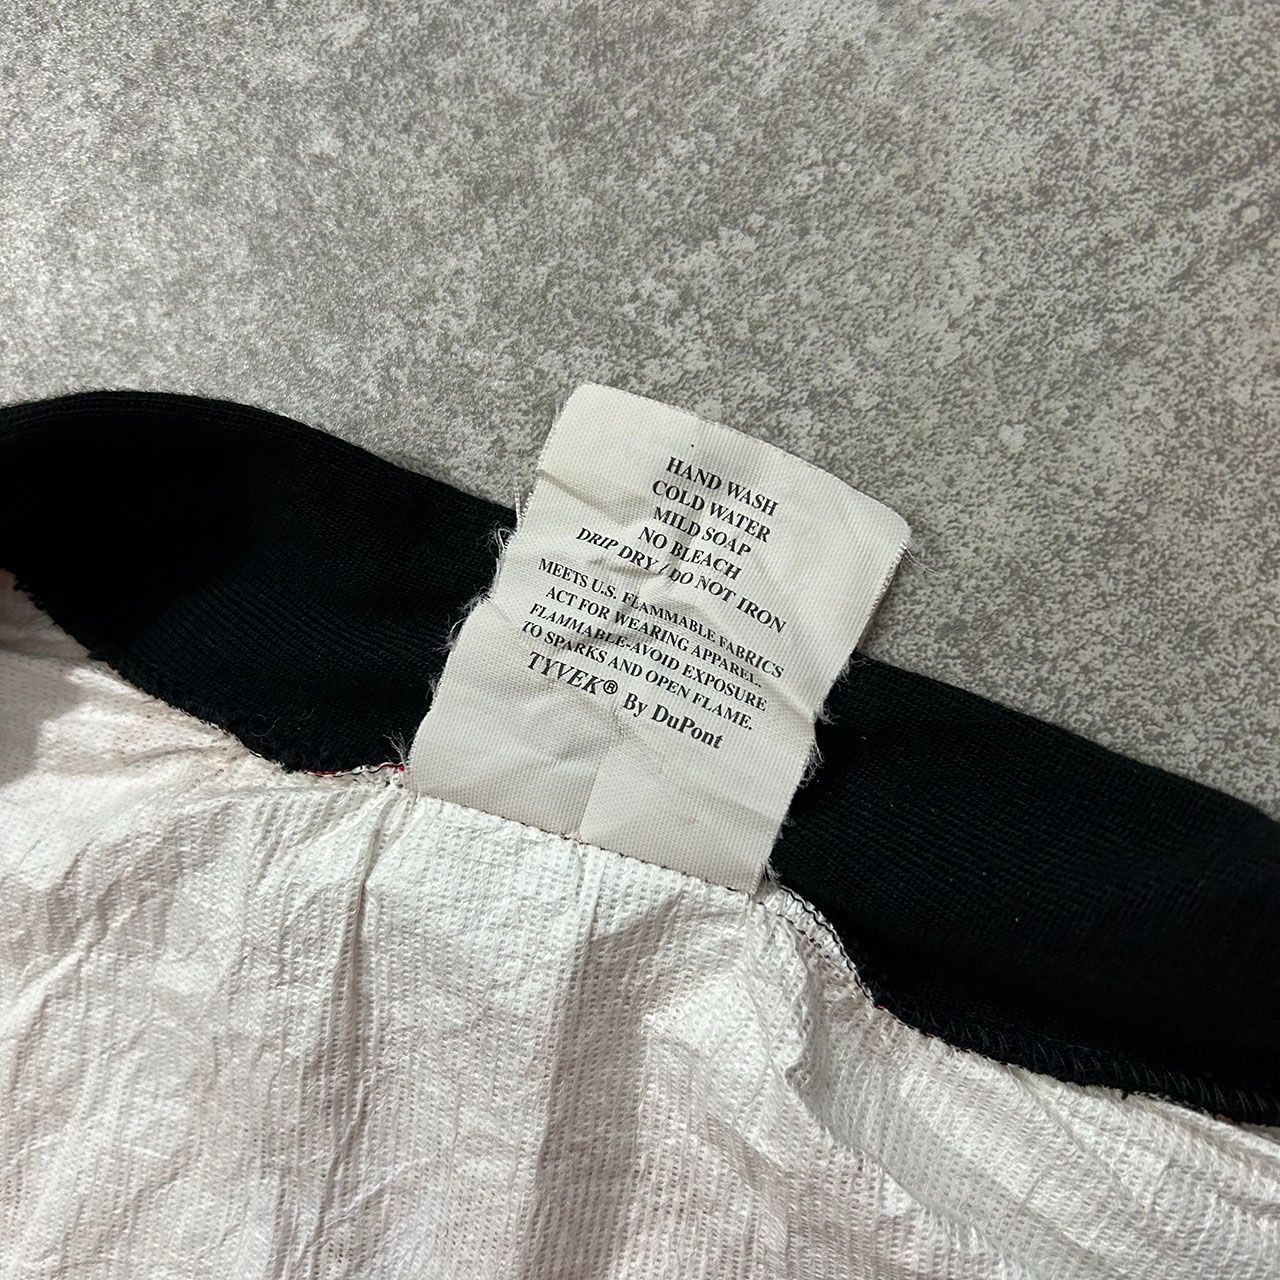 HAND WASH
COLD WATER
MILD SOAP
NO BLEACH
DRIP DRY / DO NOT IRON
MEETS U.S. FLAMMABLE FABRICS
ACT FOR WEARING APPAREL.
FLAMMABLE-AVOID EXPOSURE
TO SPARKS AND OPEN FLAME.
TYVEK® By DuPont